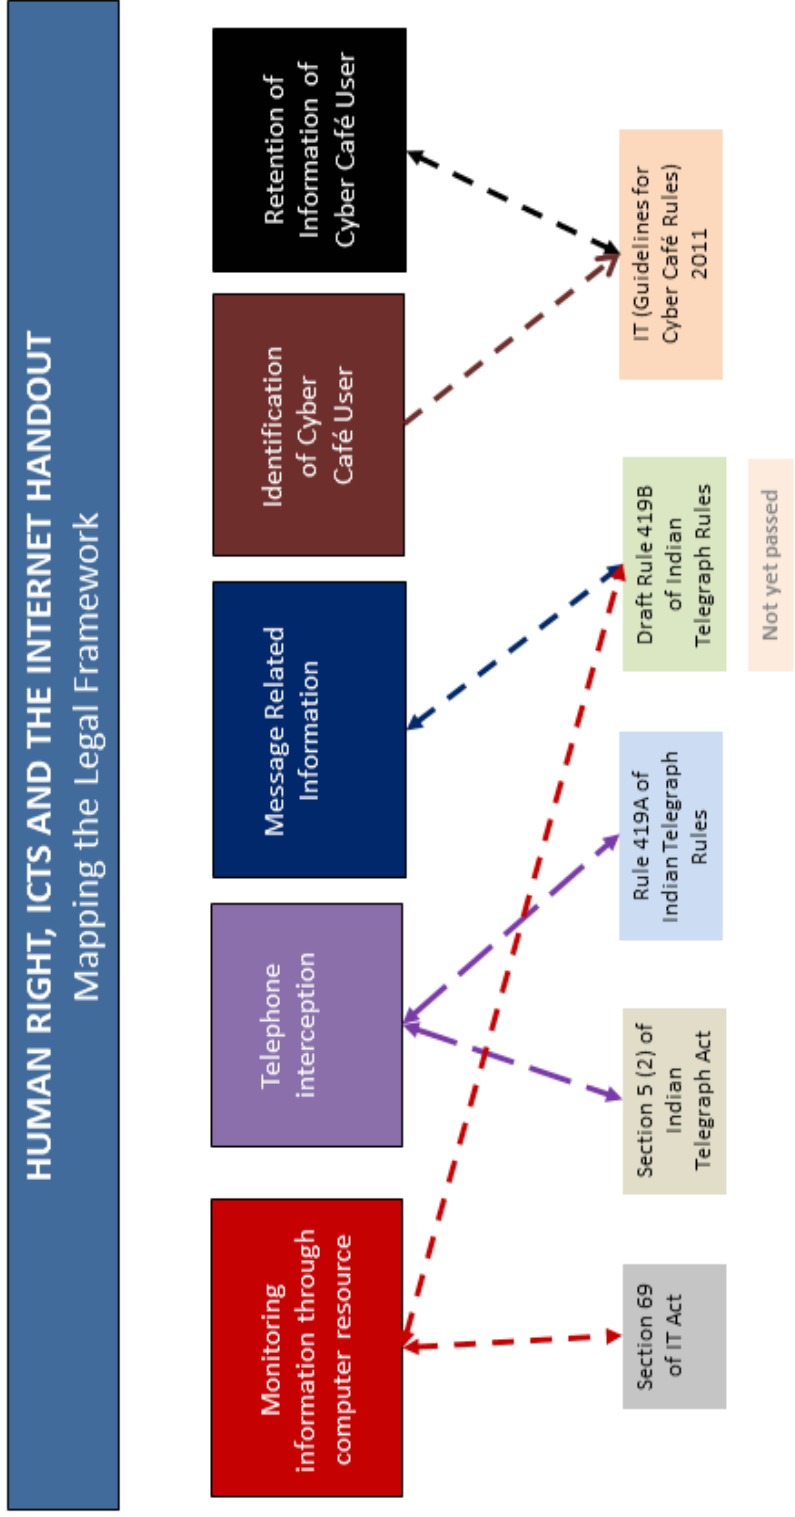 HUMAN RIGHT, ICTS AND THE INTERNET HANDOUT
Mapping the Legal Framework
Monitoring
information through
computer resource
Telephone
interception
Message Related
Information
Identification
of Cyber
Café User
Retention of
Information of
Cyber Café User
Section 69
of IT Act
Section 5 (2) of
Indian
Telegraph Act
Rule 419A of
Indian Telegraph
Rules
Draft Rule 419B
of Indian
Telegraph Rules
IT (Guidelines for
Cyber Café Rules)
2011
Not yet passed